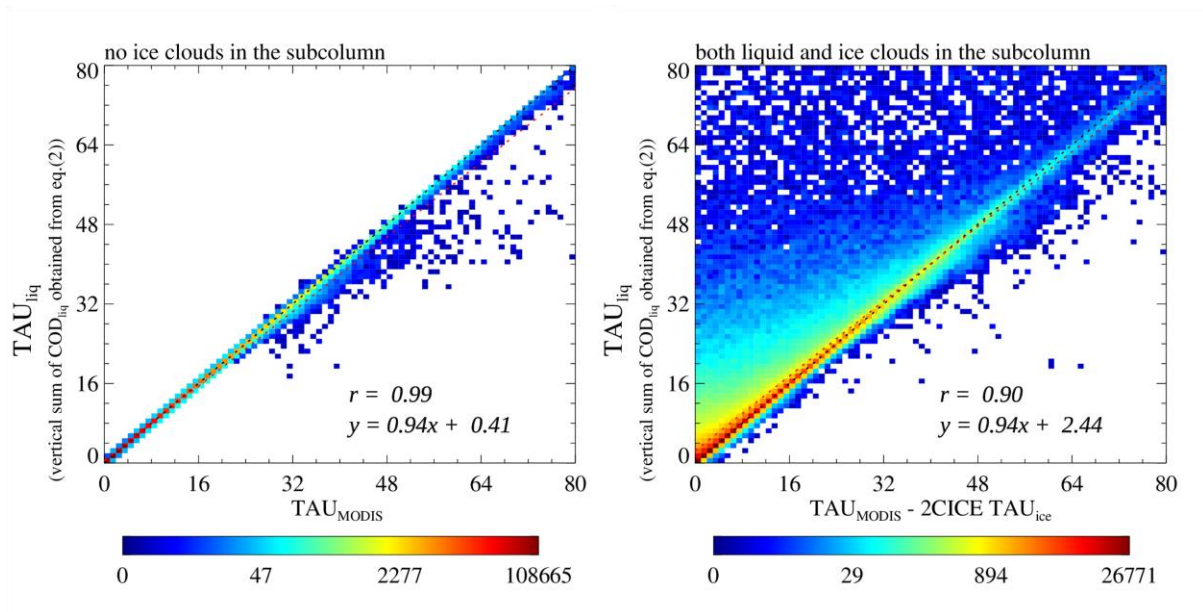 no ice clouds in the subcolumn
80
64
48
32
16
0
TAU_liq
(vertical sum of COD_liq obtained from eq.(2))
r = 0.99
y = 0.94x + 0.41
0 16 32 48 64 80
TAU_MODIS
0 47 2277 108665
both liquid and ice clouds in the subcolumn
80
64
48
32
16
0
TAU_liq
(vertical sum of COD_liq obtained from eq.(2))
r = 0.90
y = 0.94x + 2.44
0 16 32 48 64 80
TAU_MODIS - 2CICE TAU_ice
0 29 894 26771